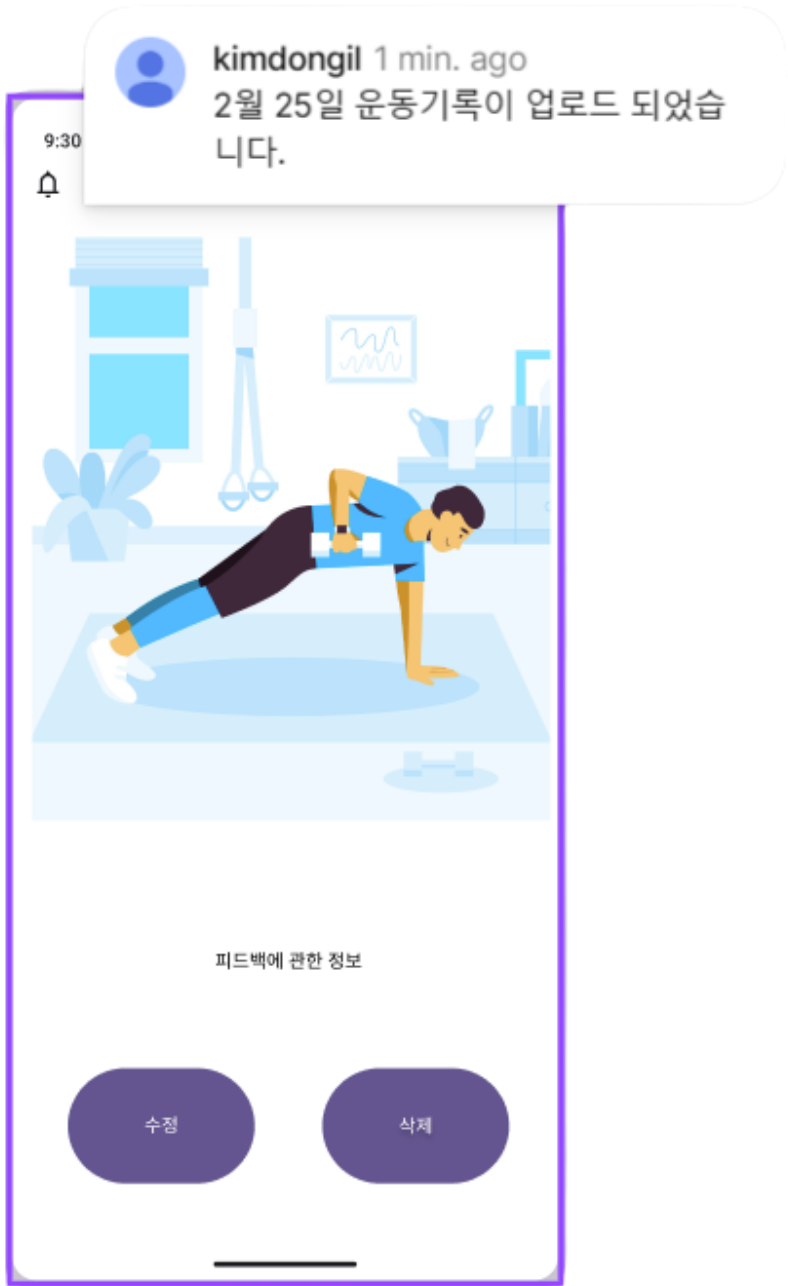 kimdongil 1 min. ago
2월 25일 운동기록이 업로드 되었습
니다.
9:30
피드백에 관한 정보
수정
삭제